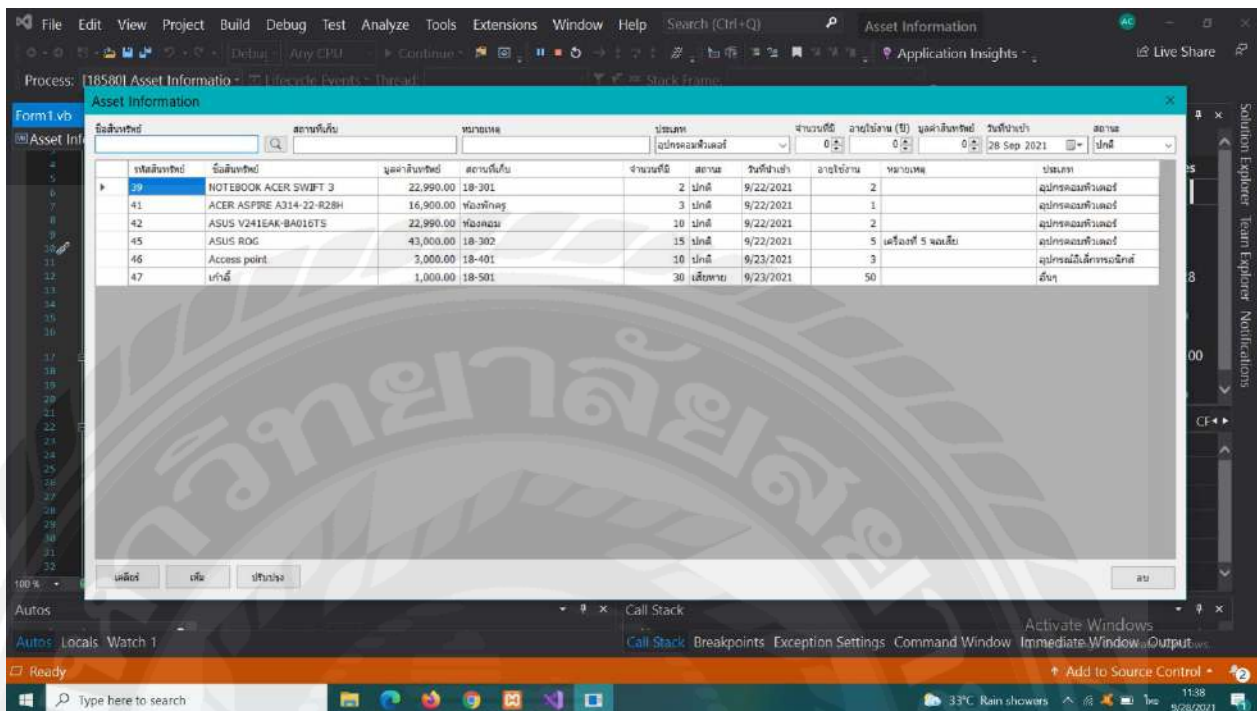 File Edit View Project Build Debug Test Analyze Tools Extensions Window Help Search (Ctrl+Q) Asset Information AC
Debug Any CPU Continue Application Insights Live Share
Process: [18580] Asset Informatio Lifecycle Events Thread: Stack Frame:
Form1.vb
Asset Inf
Asset Information
ชื่อสินทรัพย์ สถานที่เก็บ หมายเหตุ ประเภท จำนวนที่มี อายุใช้งาน (ปี) มูลค่าสินทรัพย์ วันที่นำเข้า สถานะ
อุปกรคอมพิวเตอร์ 0 0 0 28 Sep 2021 ปกติ
รหัสสินทรัพย์ ชื่อสินทรัพย์ มูลค่าสินทรัพย์ สถานที่เก็บ จำนวนที่มี สถานะ วันที่นำเข้า อายุใช้งาน หมายเหตุ ประเภท
39 NOTEBOOK ACER SWIFT 3 22,990.00 18-301 2 ปกติ 9/22/2021 2 อุปกรคอมพิวเตอร์
41 ACER ASPIRE A314-22-R28H 16,900.00 ห้องพักครู 3 ปกติ 9/22/2021 1 อุปกรคอมพิวเตอร์
42 ASUS V241EAK-BA016TS 22,990.00 ห้องคอม 10 ปกติ 9/22/2021 2 อุปกรคอมพิวเตอร์
45 ASUS ROG 43,000.00 18-302 15 ปกติ 9/22/2021 5 เครื่องที่ 5 จอเสีย อุปกรคอมพิวเตอร์
46 Access point 3,000.00 18-401 10 ปกติ 9/23/2021 3 อุปกรณ์อิเล็กทรอนิกส์
47 เก้าอี้ 1,000.00 18-501 30 เสียหาย 9/23/2021 50 อื่นๆ
เคลียร์ เพิ่ม ปรับปรุง ลบ
Solution Explorer Team Explorer Notifications
100 %
Autos Call Stack
Autos Locals Watch 1 Call Stack Breakpoints Exception Settings Command Window Immediate Window Output
Activate Windows
Ready Add to Source Control 2
Type here to search 33°C Rain showers ไทย 11:38
9/28/2021